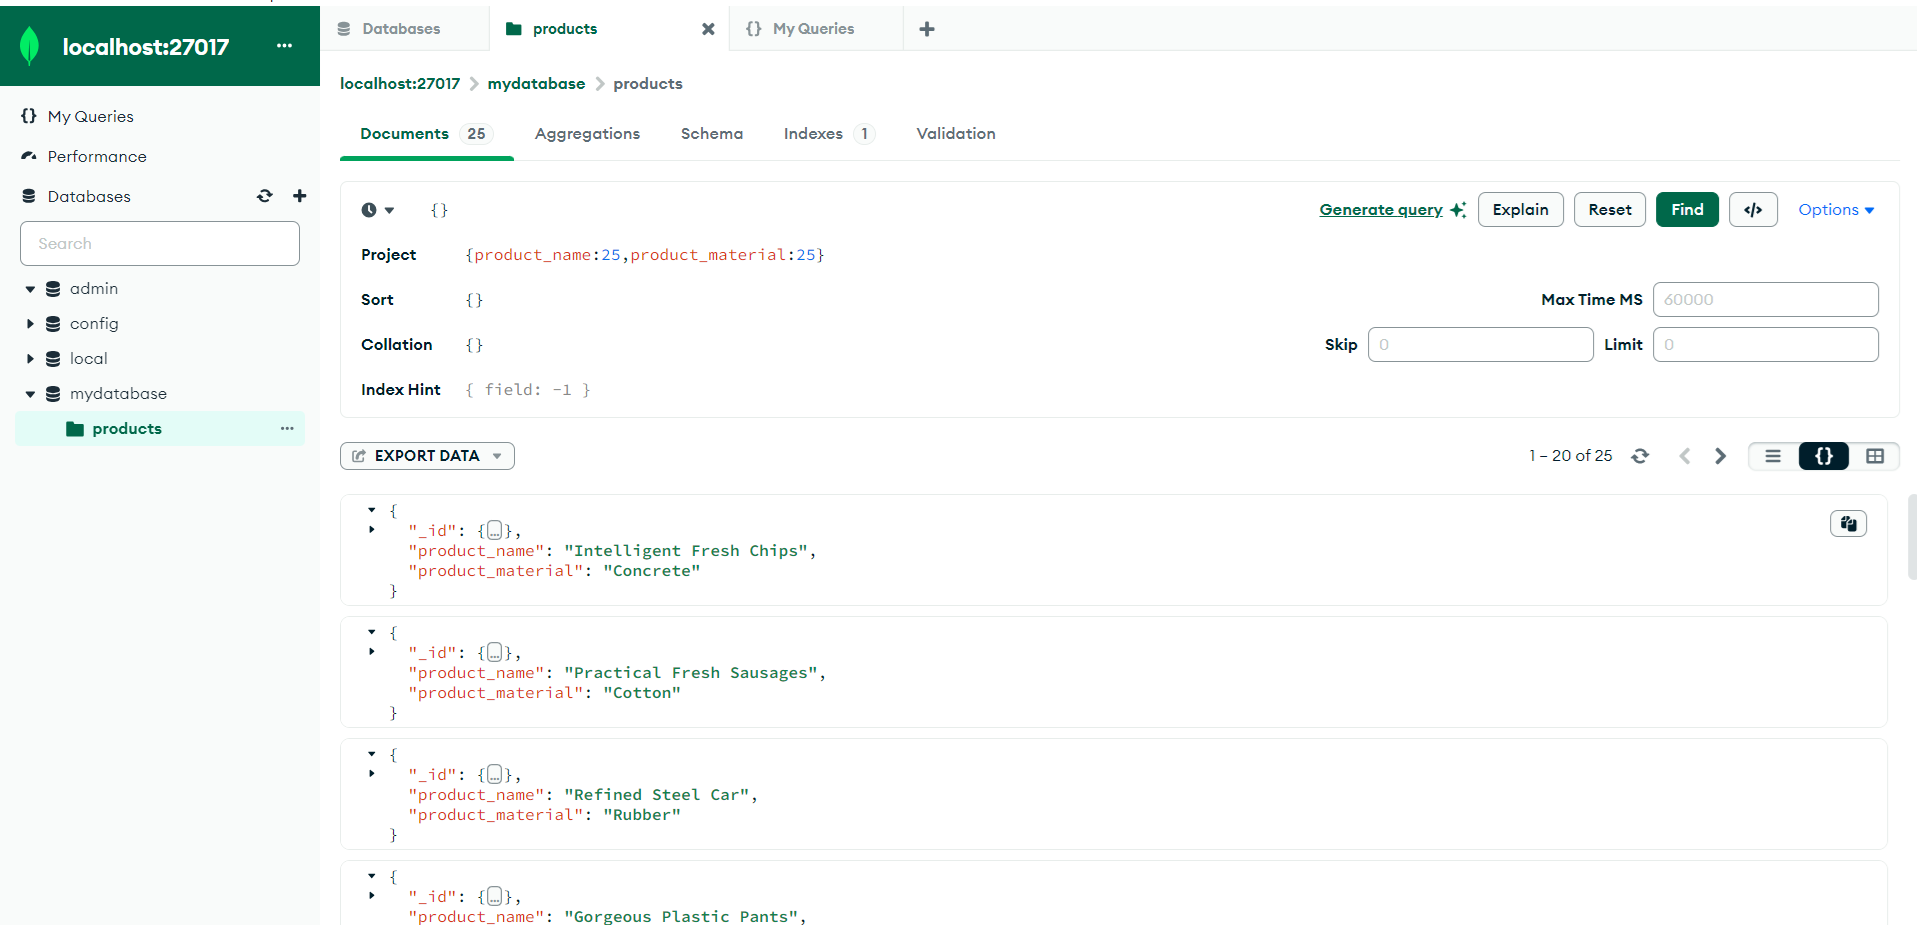 localhost:27017
My Queries
Performance
Databases
Search
admin
config
local
mydatabase
products
Databases
products
My Queries
localhost:27017 > mydatabase > products
Documents 25 Aggregations Schema Indexes 1 Validation
{} Generate query Explain Reset Find </> Options
Project {product_name:25,product_material:25}
Sort {} Max Time MS 60000
Collation {} Skip 0 Limit 0
Index Hint { field: -1 }
EXPORT DATA 1 – 20 of 25 {}
{
"_id": {…},
"product_name": "Intelligent Fresh Chips",
"product_material": "Concrete"
}
{
"_id": {…},
"product_name": "Practical Fresh Sausages",
"product_material": "Cotton"
}
{
"_id": {…},
"product_name": "Refined Steel Car",
"product_material": "Rubber"
}
{
"_id": {…},
"product_name": "Gorgeous Plastic Pants",